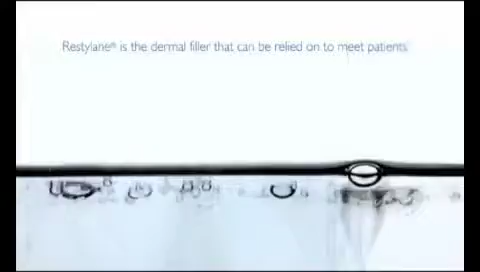 Restylane® is the dermal filler that can be relied on to meet patients'